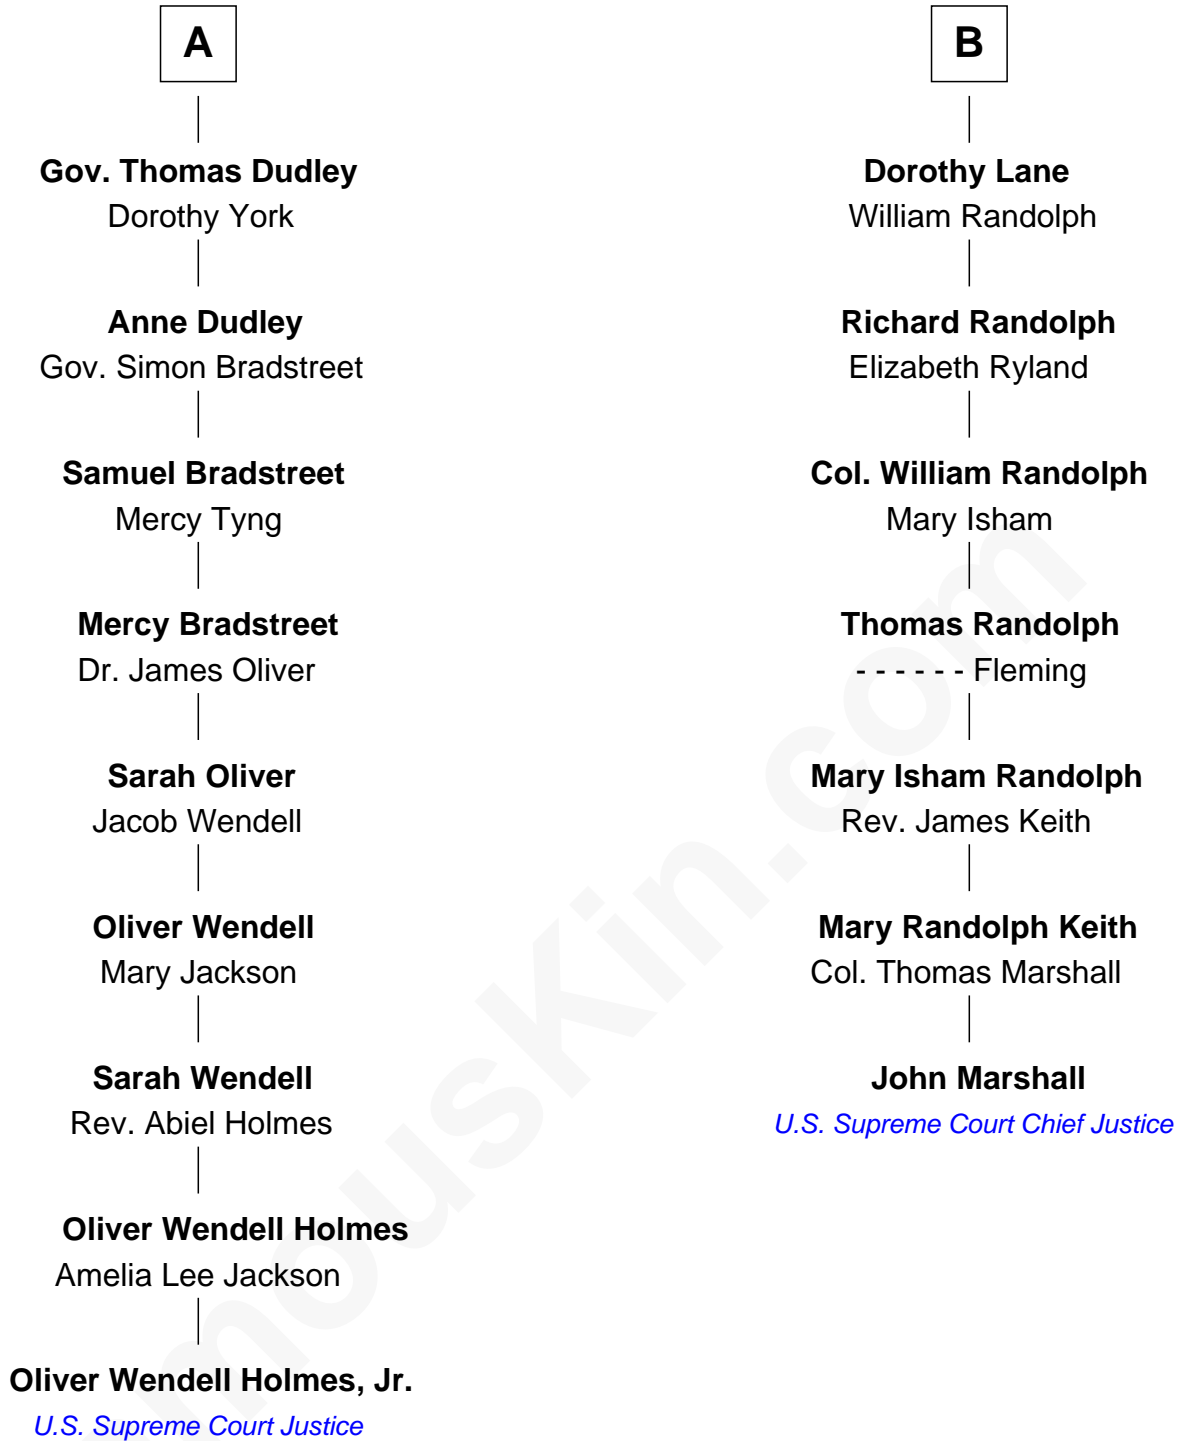 A
Gov. Thomas Dudley
Dorothy York
Anne Dudley
Gov. Simon Bradstreet
Samuel Bradstreet
Mercy Tyng
Mercy Bradstreet
Dr. James Oliver
Sarah Oliver
Jacob Wendell
Oliver Wendell
Mary Jackson
Sarah Wendell
Rev. Abiel Holmes
Oliver Wendell Holmes
Amelia Lee Jackson
Oliver Wendell Holmes, Jr.
U.S. Supreme Court Justice
B
Dorothy Lane
William Randolph
Richard Randolph
Elizabeth Ryland
Col. William Randolph
Mary Isham
Thomas Randolph
- - - - - - Fleming
Mary Isham Randolph
Rev. James Keith
Mary Randolph Keith
Col. Thomas Marshall
John Marshall
U.S. Supreme Court Chief Justice
mouskin.com